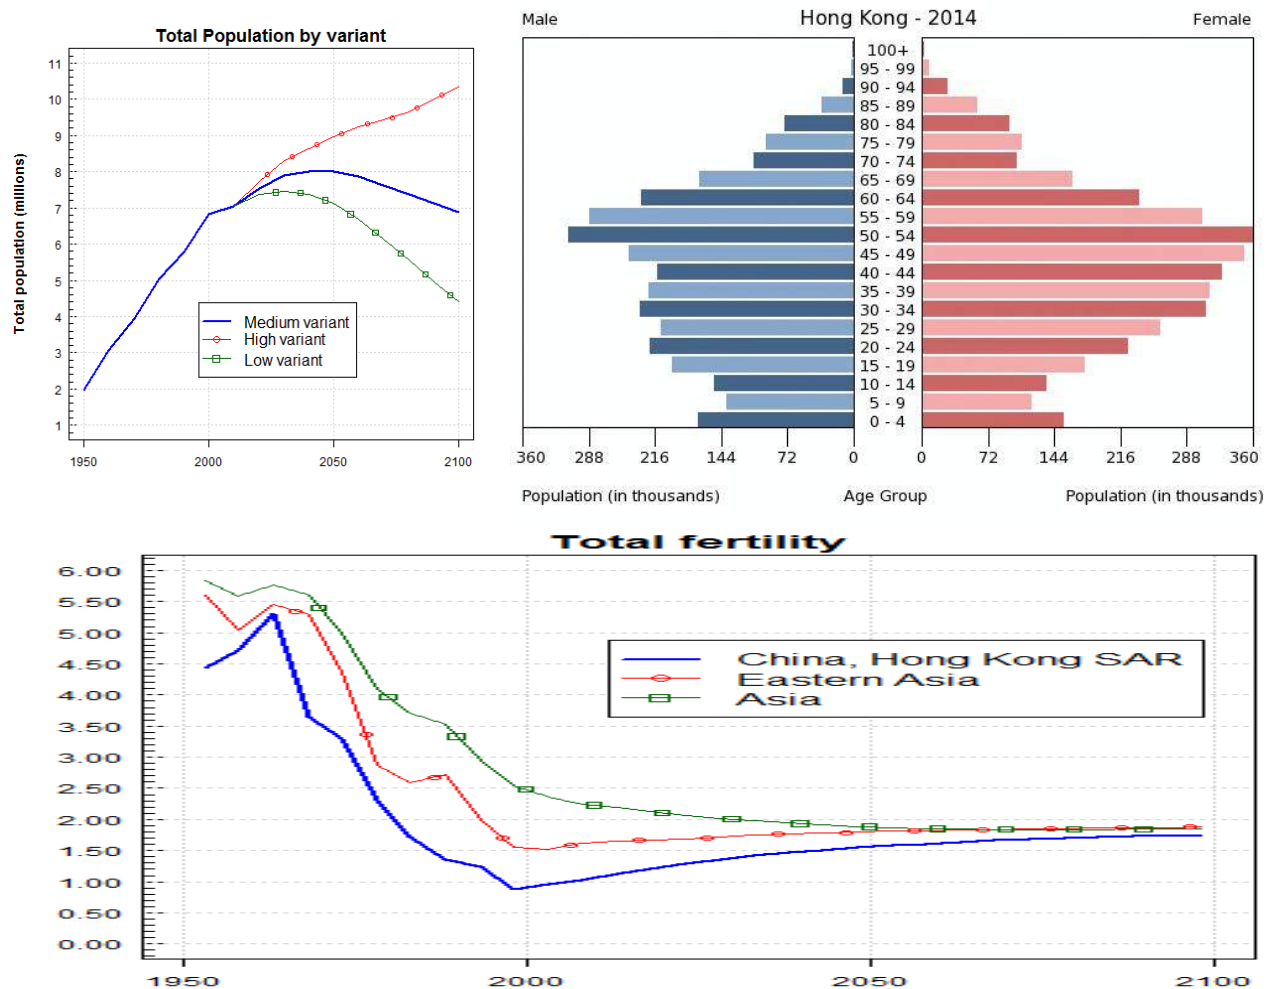 Total Population by variant
Total population (millions)
11
10
9
8
7
6
5
4
3
2
1
Medium variant
High variant
Low variant
1950 2000 2050 2100
Male Hong Kong - 2014 Female
100+
95 - 99
90 - 94
85 - 89
80 - 84
75 - 79
70 - 74
65 - 69
60 - 64
55 - 59
50 - 54
45 - 49
40 - 44
35 - 39
30 - 34
25 - 29
20 - 24
15 - 19
10 - 14
5 - 9
0 - 4
360 288 216 144 72 0 0 72 144 216 288 360
Population (in thousands) Age Group Population (in thousands)
Total fertility
6.00
5.50
5.00
4.50
4.00
3.50
3.00
2.50
2.00
1.50
1.00
0.50
0.00
China, Hong Kong SAR
Eastern Asia
Asia
1950 2000 2050 2100